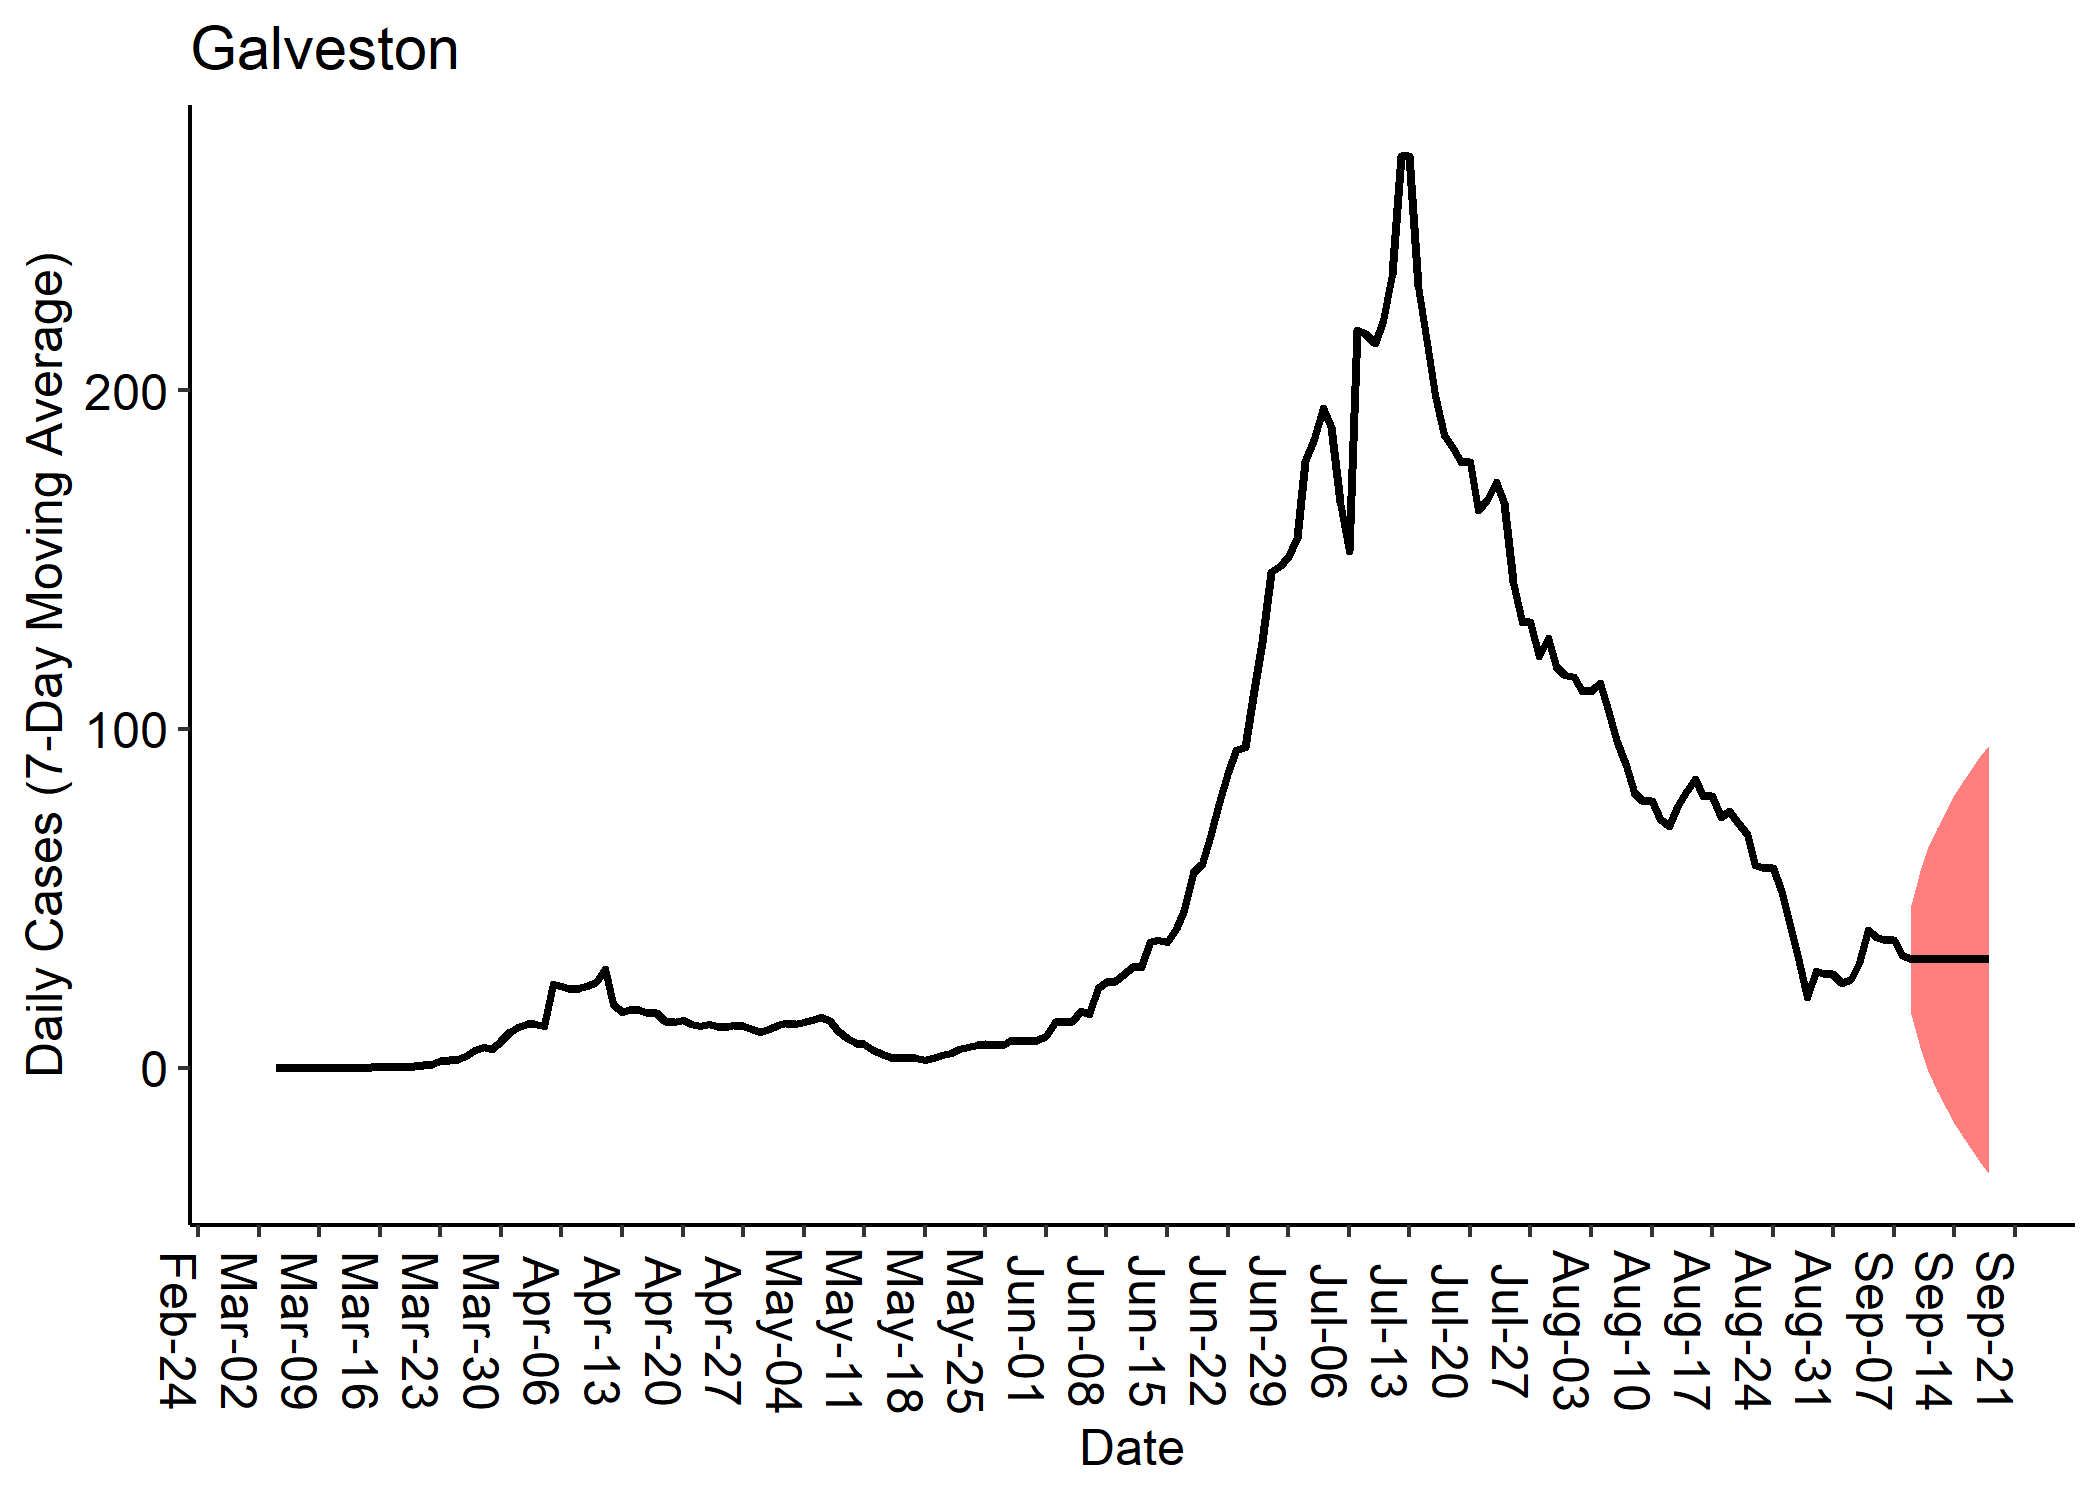 Galveston
Daily Cases (7-Day Moving Average)
200
100
0
Feb-24
Mar-02
Mar-09
Mar-16
Mar-23
Mar-30
Apr-06
Apr-13
Apr-20
Apr-27
May-04
May-11
May-18
May-25
Jun-01
Jun-08
Jun-15
Jun-22
Jun-29
Jul-06
Jul-13
Jul-20
Jul-27
Aug-03
Aug-10
Aug-17
Aug-24
Aug-31
Sep-07
Sep-14
Sep-21
Date